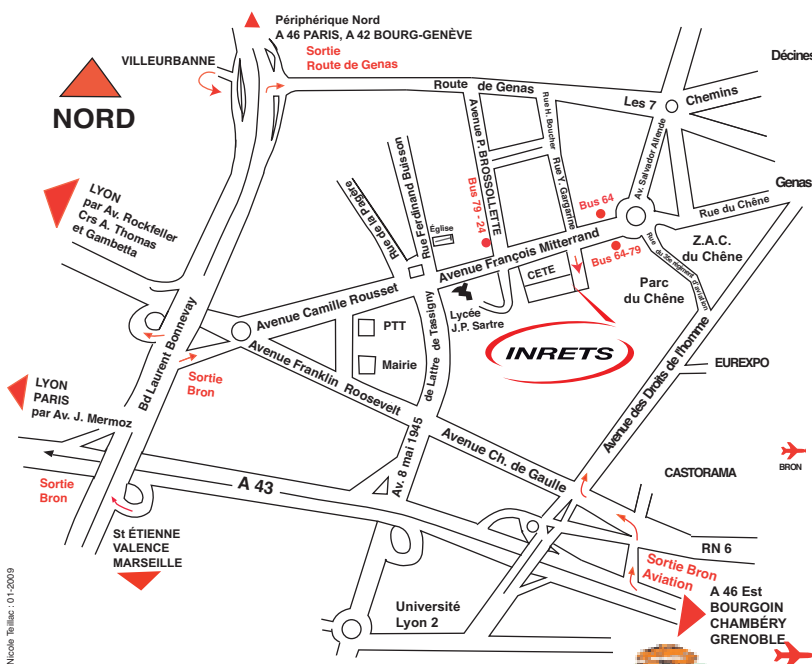 Périphérique Nord
A 46 PARIS, A 42 BOURG-GENÈVE
Sortie
Route de Genas
VILLEURBANNE
NORD
Décines
Route de Genas
Les 7 Chemins
Rue H. Boucher
Avenue P. BROSSOLLETTE
Av. Salvador Allende
Rue Ferdinand Buisson
Rue de la Pagère
Rue Y. Gargarine
Bus 79 - 24
Bus 64
Genas
LYON
par Av. Rockfeller
Crs A. Thomas
et Gambetta
Église
Avenue François Mitterrand
Bus 64-79
Rue du Chêne
Z.A.C.
du Chêne
Rue du 35e régiment d'aviation
CETE
Parc
du Chêne
Avenue Camille Rousset
Lycée
J.P. Sartre
PTT
Mairie
de Lattre de Tassigny
INRETS
Bd Laurent Bonnevay
Sortie
Bron
Avenue Franklin Roosevelt
Avenue des Droits de l'homme
EUREXPO
LYON
PARIS
par Av. J. Mermoz
Av. 8 mai 1945
Avenue Ch. de Gaulle
CASTORAMA
BRON
Sortie
Bron
A 43
St ÉTIENNE
VALENCE
MARSEILLE
RN 6
Sortie Bron
Aviation
Université
Lyon 2
A 46 Est
BOURGOIN
CHAMBÉRY
GRENOBLE
Nicole Teillac : 01-2009